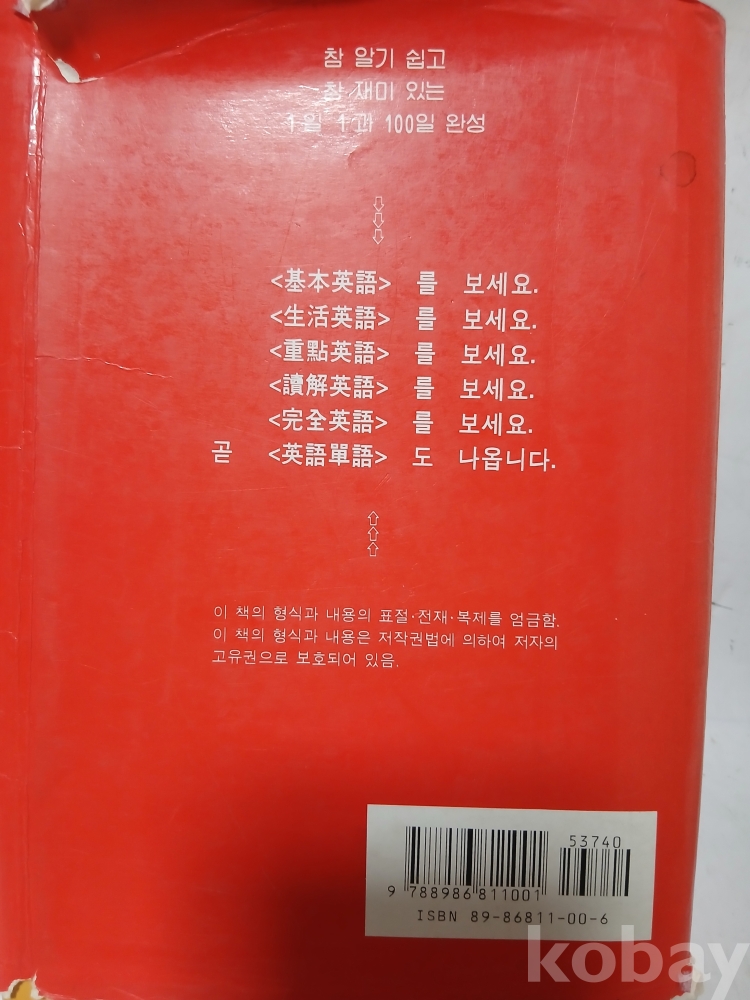 참 알기 쉽고
참 재미 있는
1일 1과 100일 완성
<基本英語> 를 보세요.
<生活英語> 를 보세요.
<重點英語> 를 보세요.
<讀解英語> 를 보세요.
<完全英語> 를 보세요.
곧 <英語單語> 도 나옵니다.
이 책의 형식과 내용의 표절·전재·복제를 엄금함.
이 책의 형식과 내용은 저작권법에 의하여 저자의
고유권으로 보호되어 있음.
53740
9 788986 811001
ISBN 89-86811-00-6
kobay